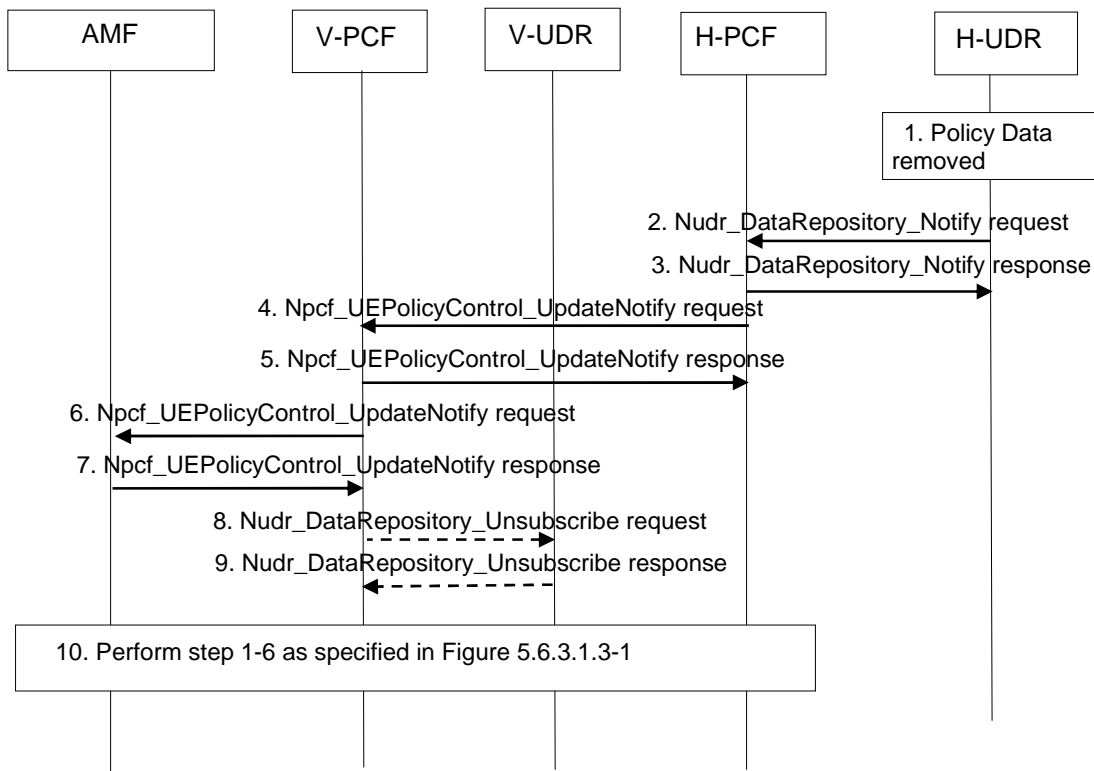 AMF
V-PCF
V-UDR
H-PCF
H-UDR
1. Policy Data
removed
2. Nudr_DataRepository_Notify request
3. Nudr_DataRepository_Notify response
4. Npcf_UEPolicyControl_UpdateNotify request
5. Npcf_UEPolicyControl_UpdateNotify response
6. Npcf_UEPolicyControl_UpdateNotify request
7. Npcf_UEPolicyControl_UpdateNotify response
8. Nudr_DataRepository_Unsubscribe request
9. Nudr_DataRepository_Unsubscribe response
10. Perform step 1-6 as specified in Figure 5.6.3.1.3-1